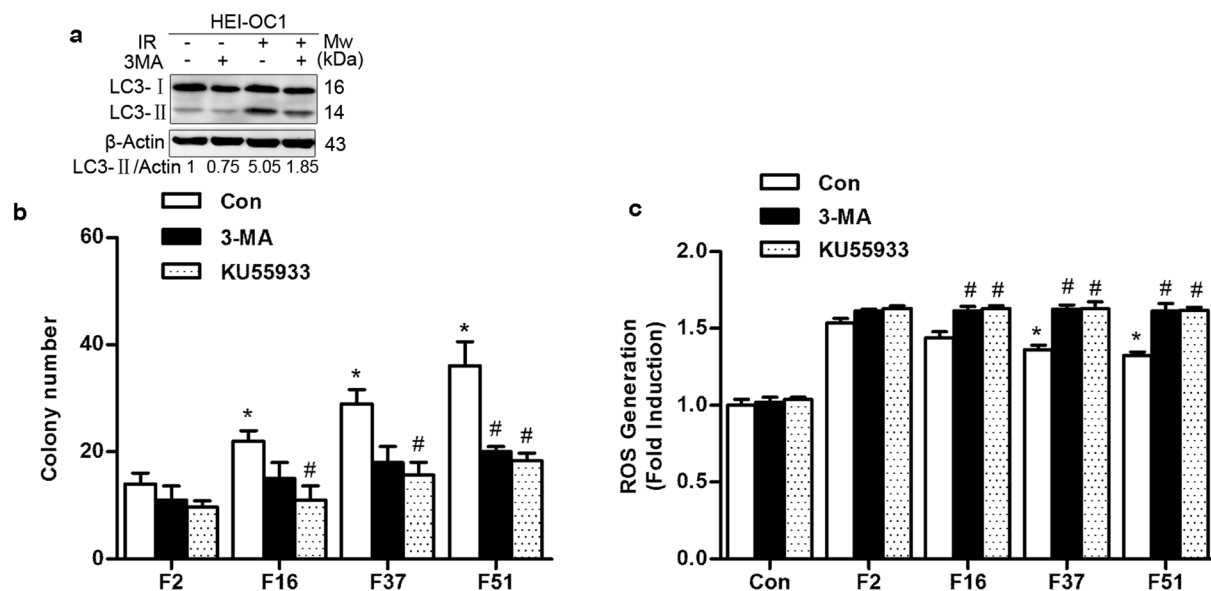 a
HEI-OC1
IR - - + + Mw
3MA - + - + (kDa)
LC3-Ⅰ 16
LC3-Ⅱ 14
β-Actin 43
LC3-Ⅱ/Actin 1 0.75 5.05 1.85
b
Con
3-MA
KU55933
Colony number
60
40
20
0
*
*
*
#
#
#
#
F2 F16 F37 F51
c
Con
3-MA
KU55933
ROS Generation
(Fold Induction)
2.0
1.5
1.0
0.5
0.0
# # # # # #
* *
Con F2 F16 F37 F51